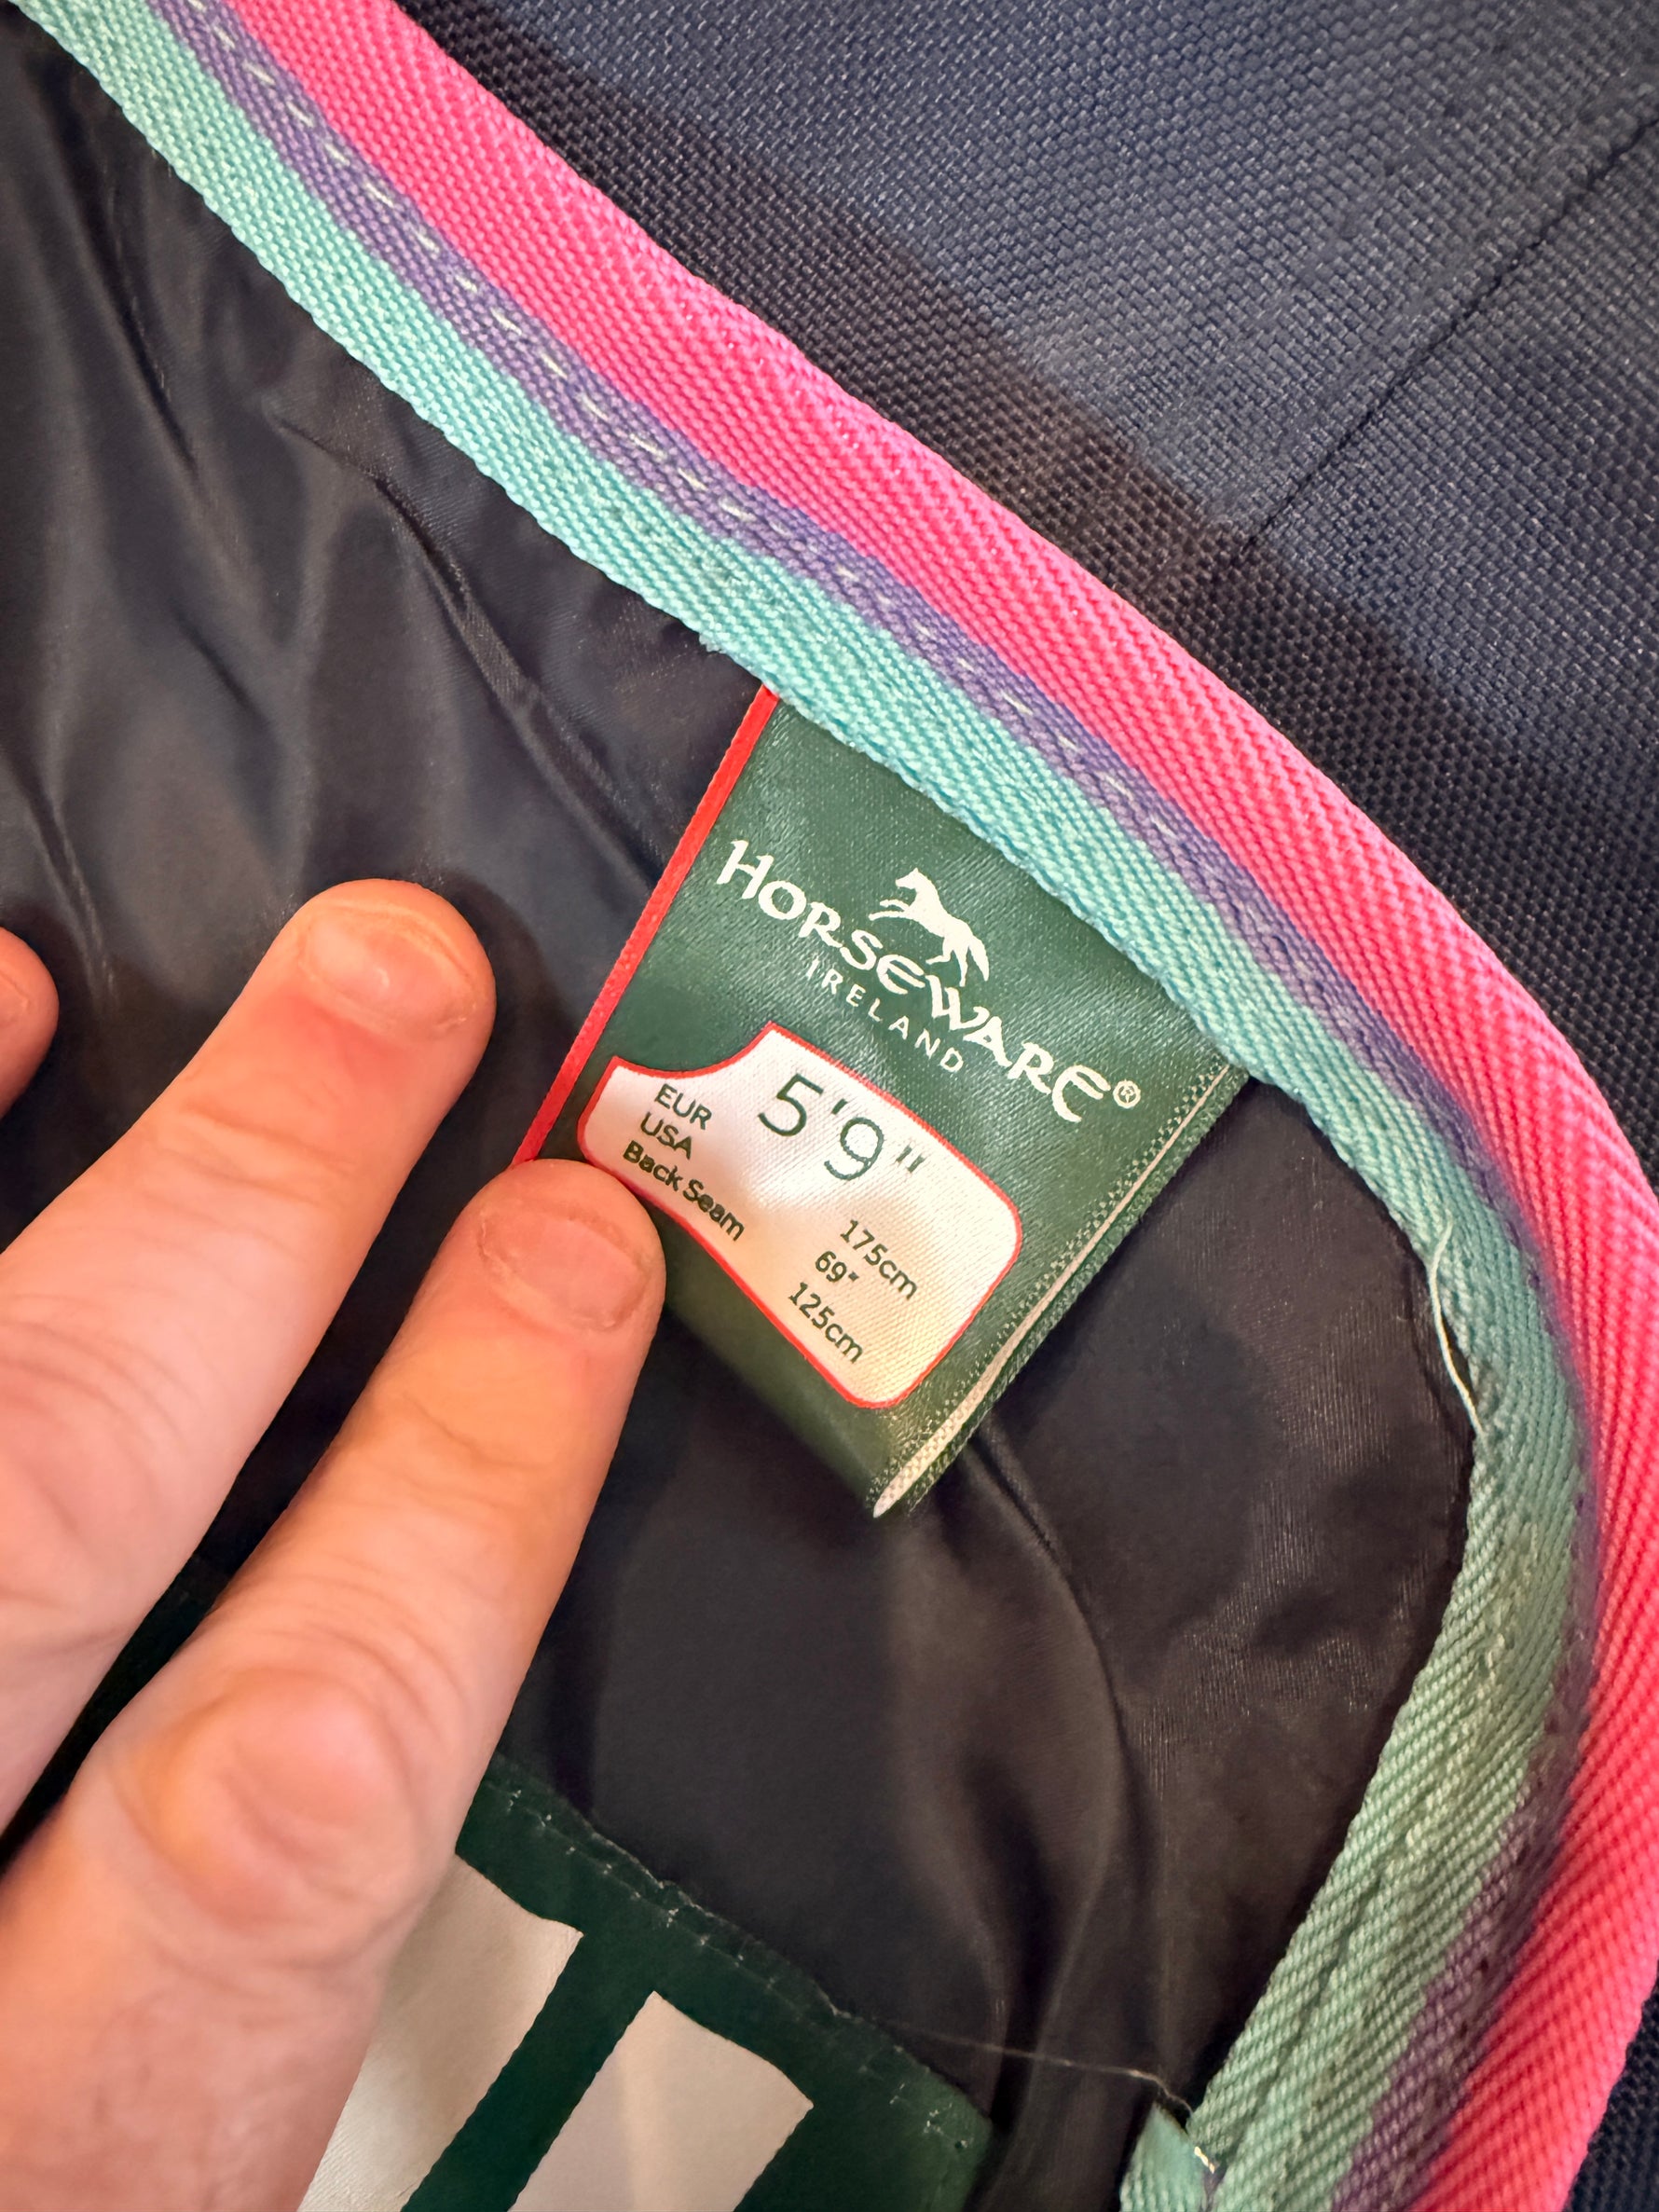 HORSEWARE®
IRELAND
5'9"
EUR 175cm
USA 69"
Back Seam 125cm